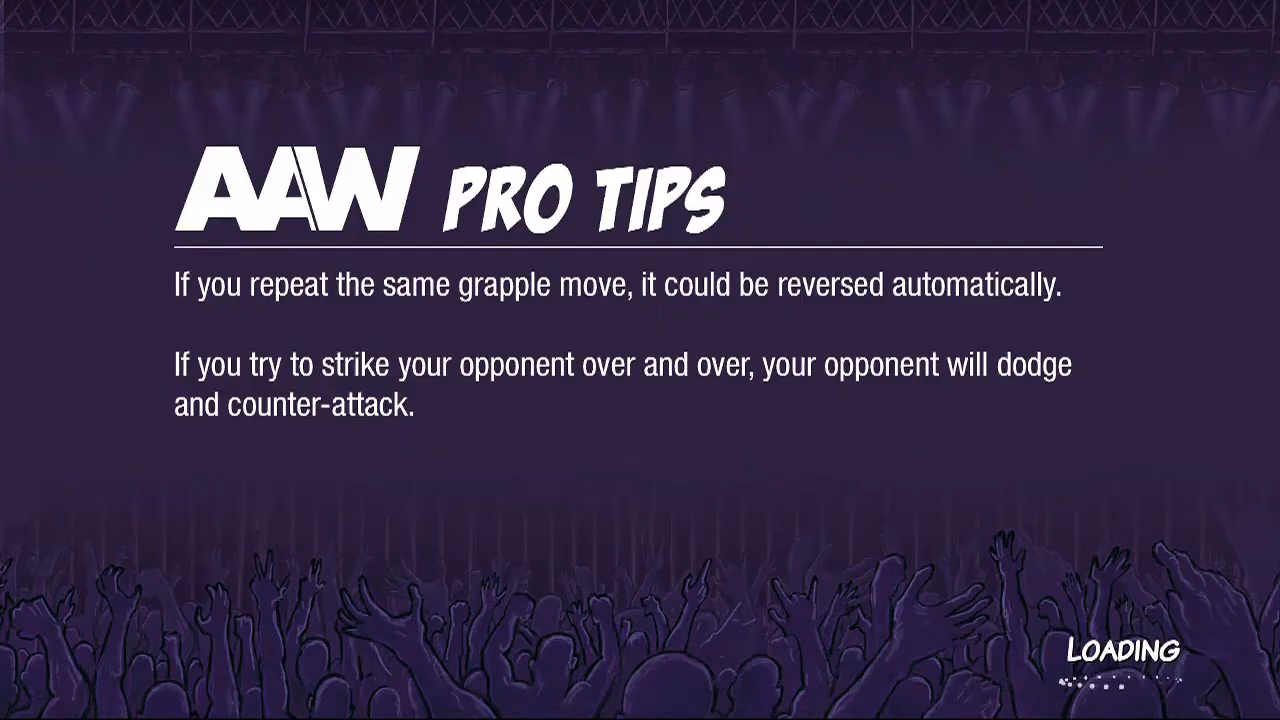 AAW PRO TIPS
If you repeat the same grapple move, it could be reversed automatically.
If you try to strike your opponent over and over, your opponent will dodge
and counter-attack.
LOADING